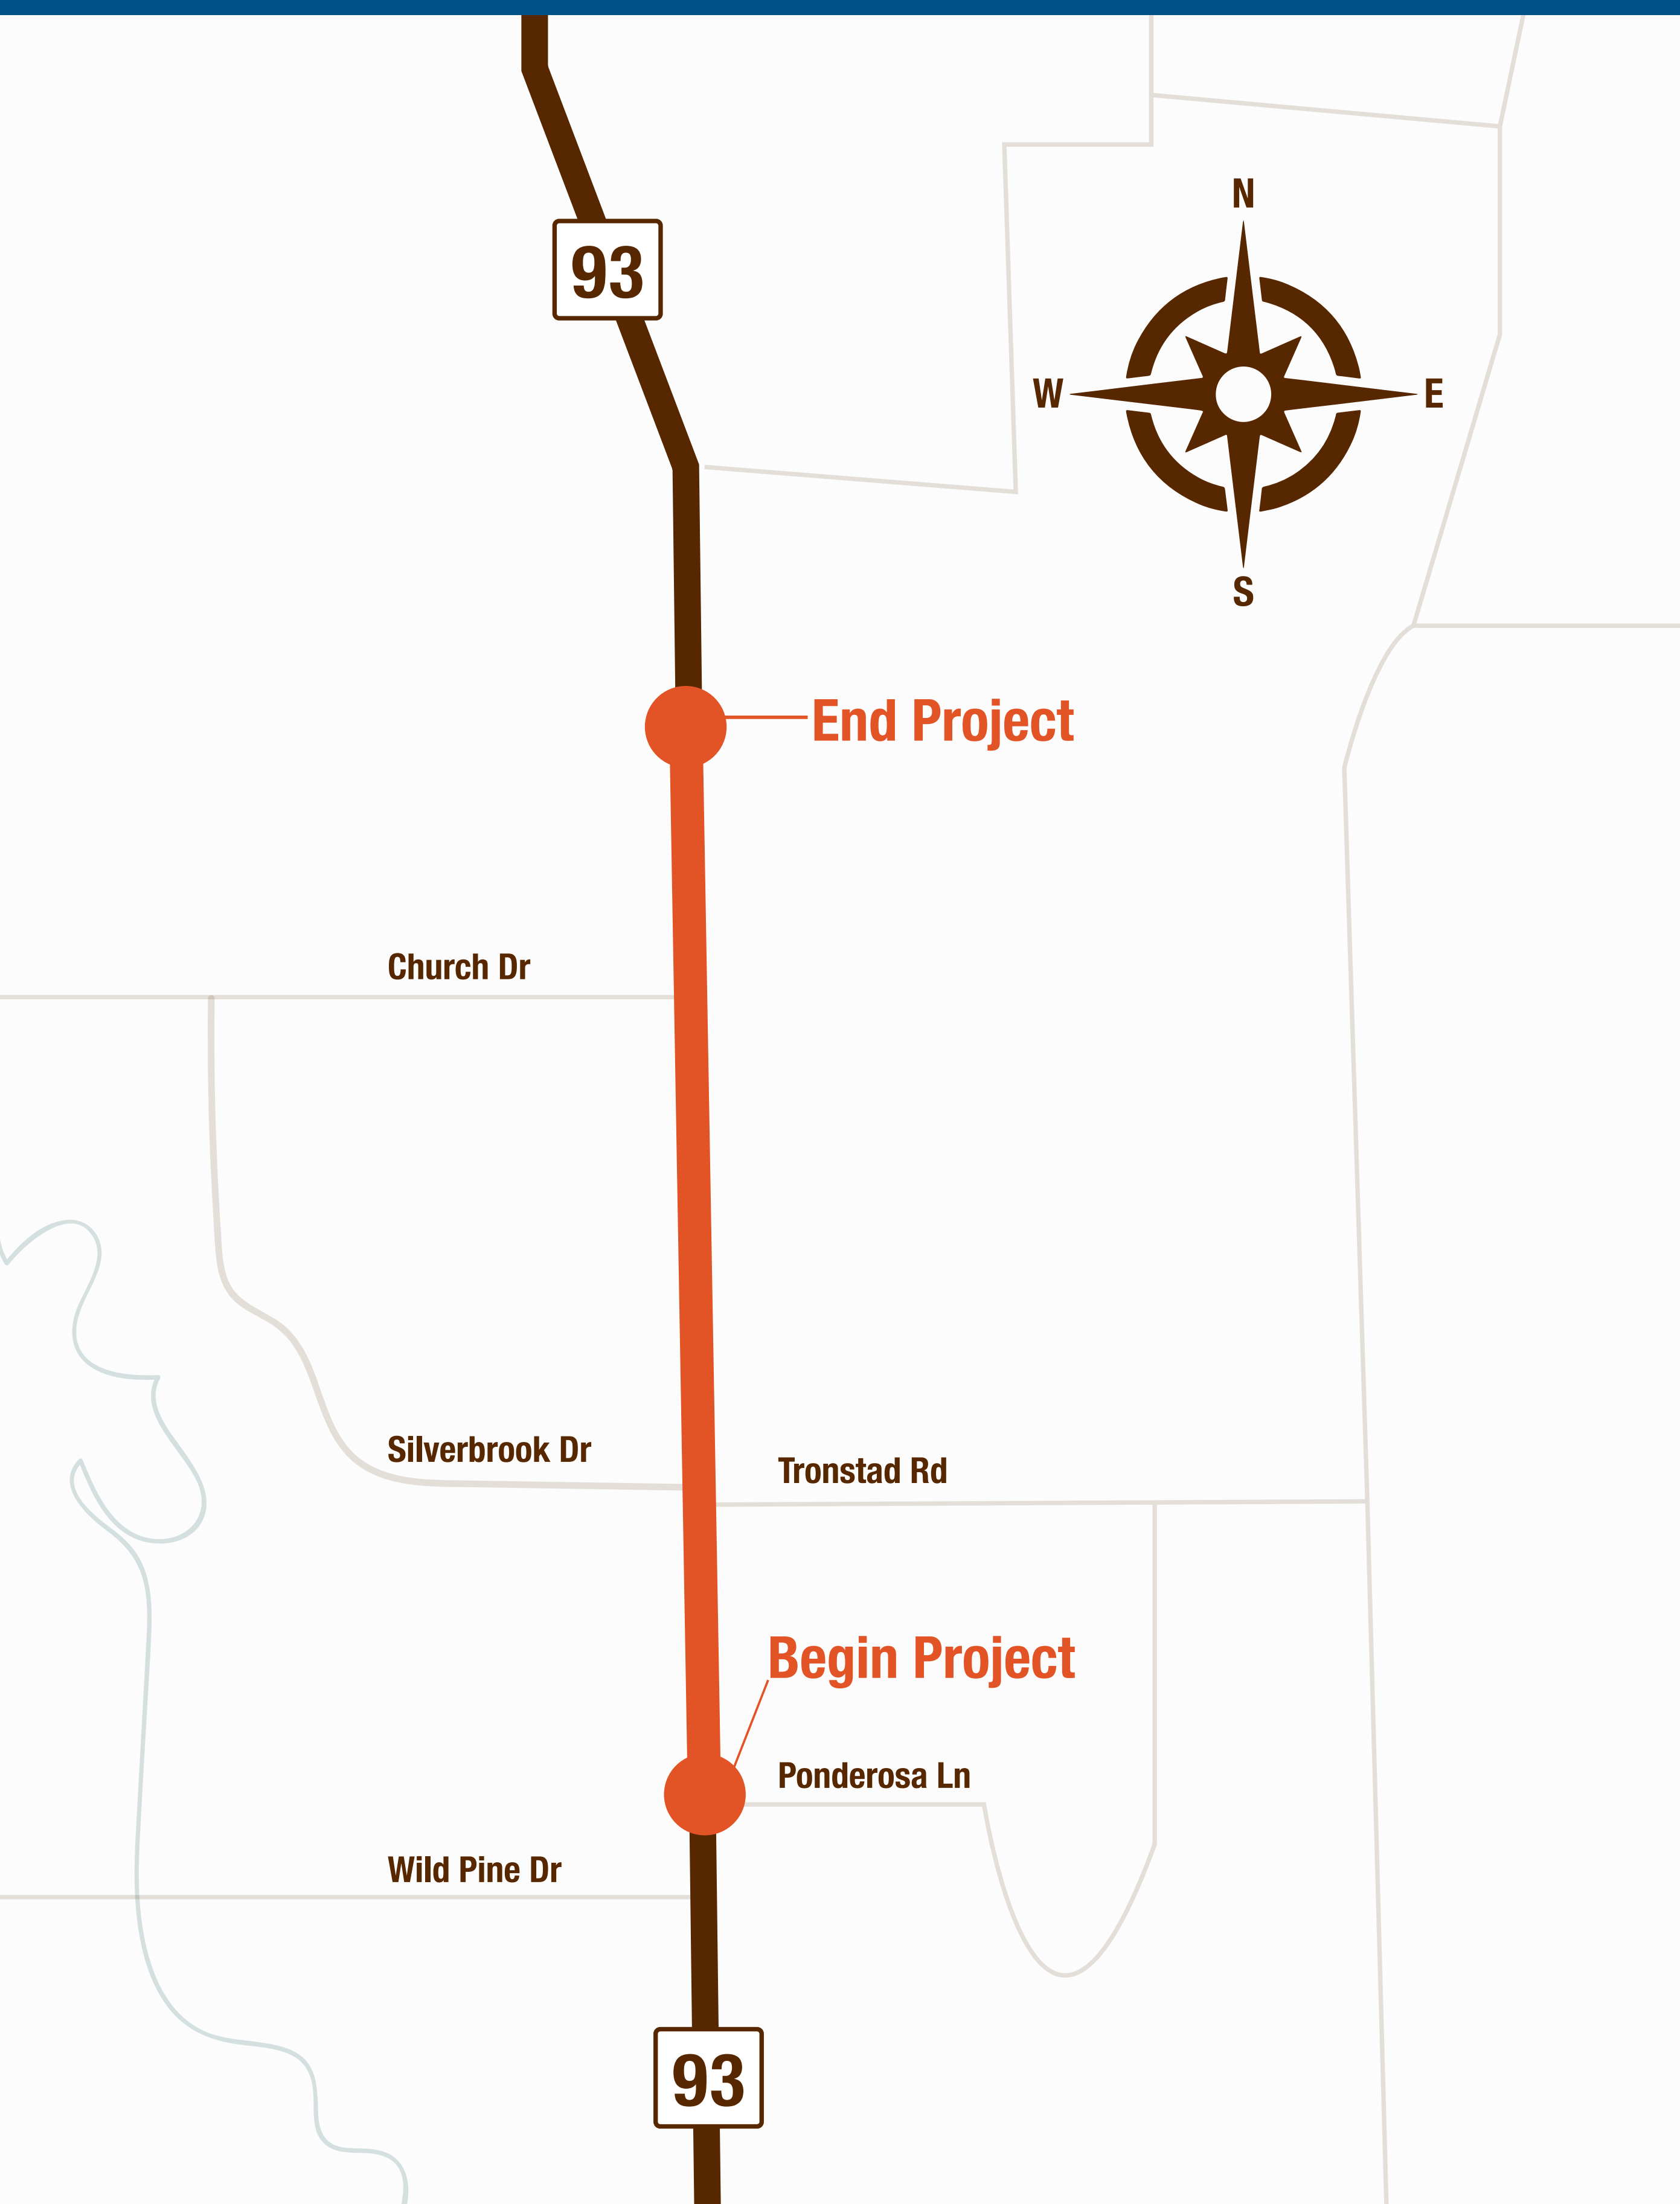 93
N
W
E
S
End Project
Church Dr
Silverbrook Dr
Tronstad Rd
Begin Project
Ponderosa Ln
Wild Pine Dr
93